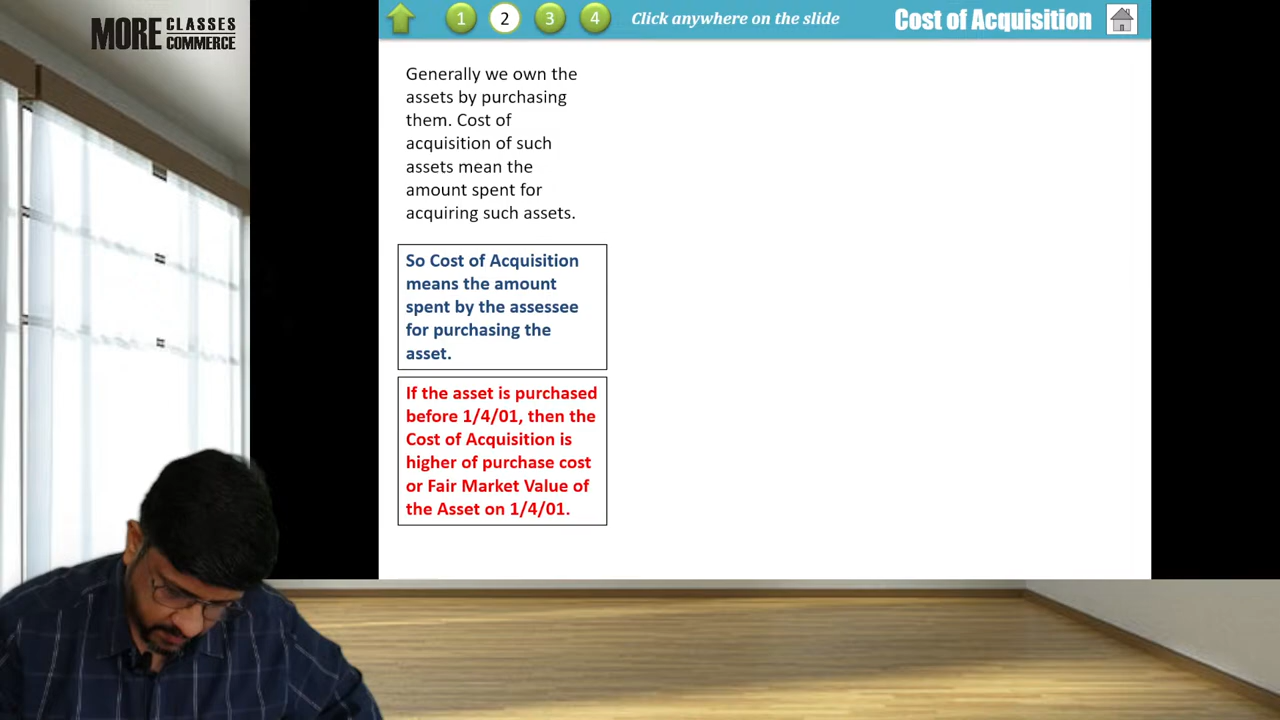 MORE CLASSES COMMERCE
1 2 3 4 Click anywhere on the slide Cost of Acquisition
Generally we own the
assets by purchasing
them. Cost of
acquisition of such
assets mean the
amount spent for
acquiring such assets.
So Cost of Acquisition
means the amount
spent by the assessee
for purchasing the
asset.
If the asset is purchased
before 1/4/01, then the
Cost of Acquisition is
higher of purchase cost
or Fair Market Value of
the Asset on 1/4/01.